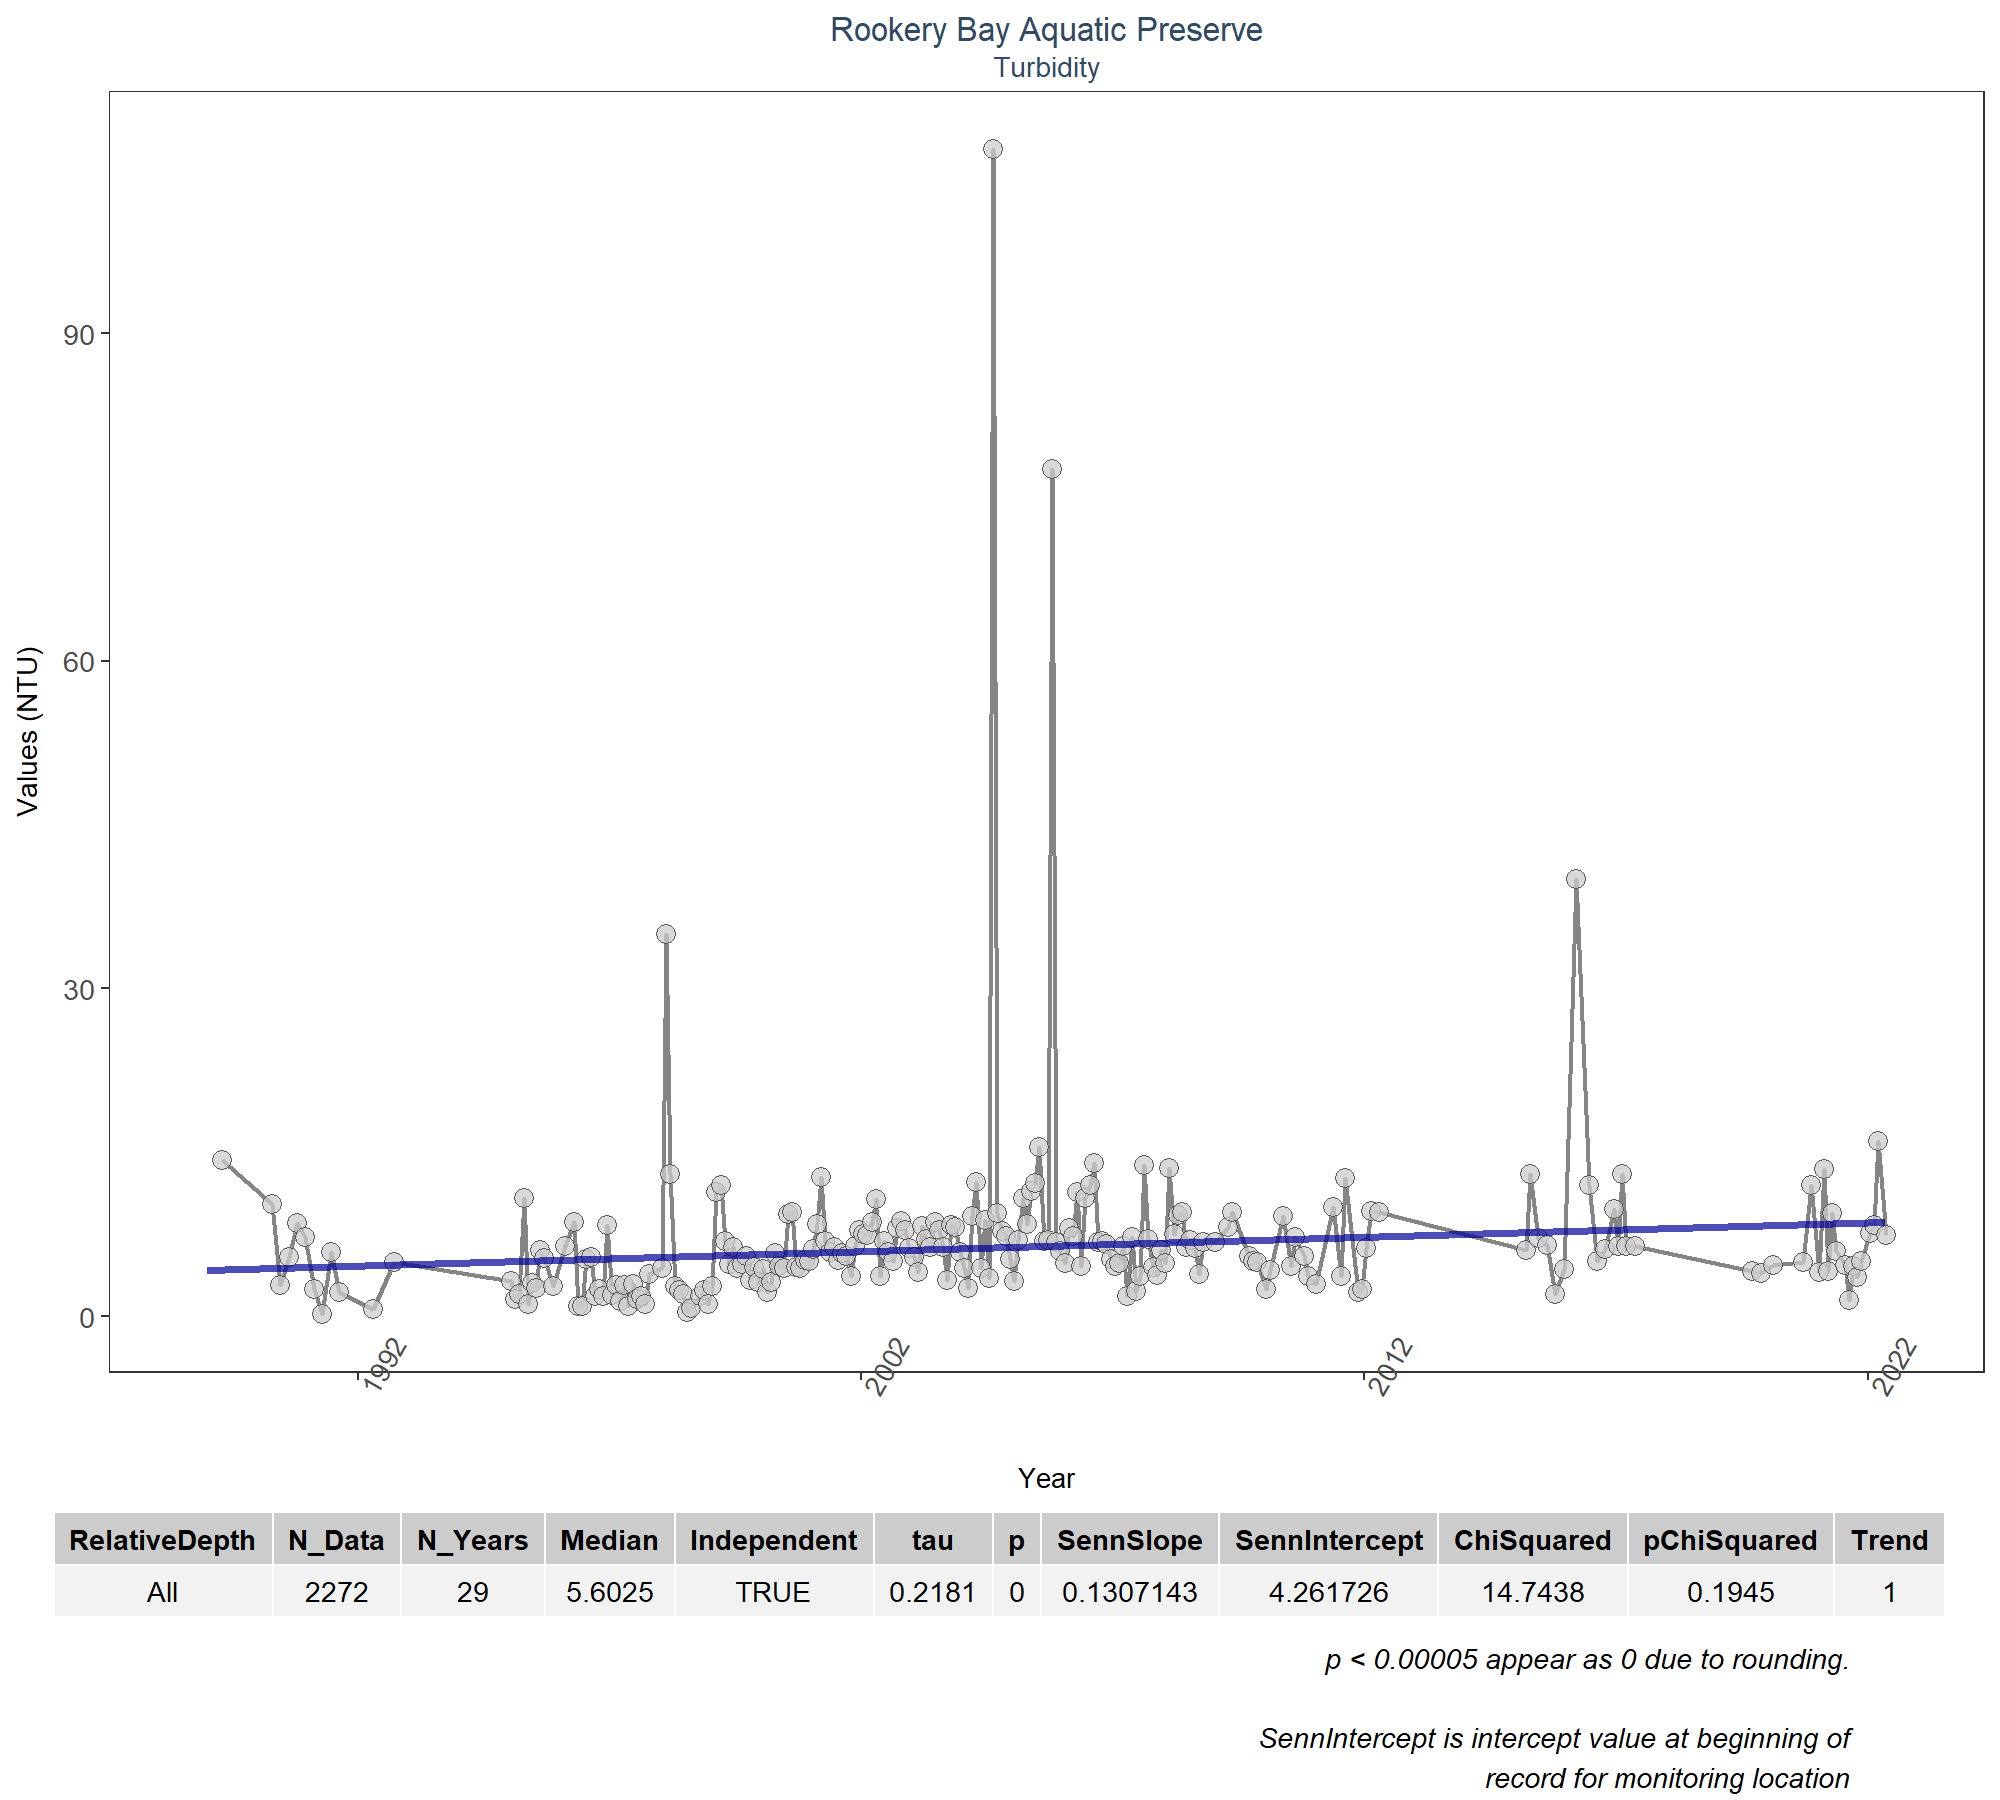 Rookery Bay Aquatic Preserve
Turbidity
Values (NTU)
90
60
30
0
1992
2002
2012
2022
Year
RelativeDepth N_Data N_Years Median Independent tau p SennSlope SennIntercept ChiSquared pChiSquared Trend
All 2272 29 5.6025 TRUE 0.2181 0 0.1307143 4.261726 14.7438 0.1945 1
p < 0.00005 appear as 0 due to rounding.
SennIntercept is intercept value at beginning of
record for monitoring location